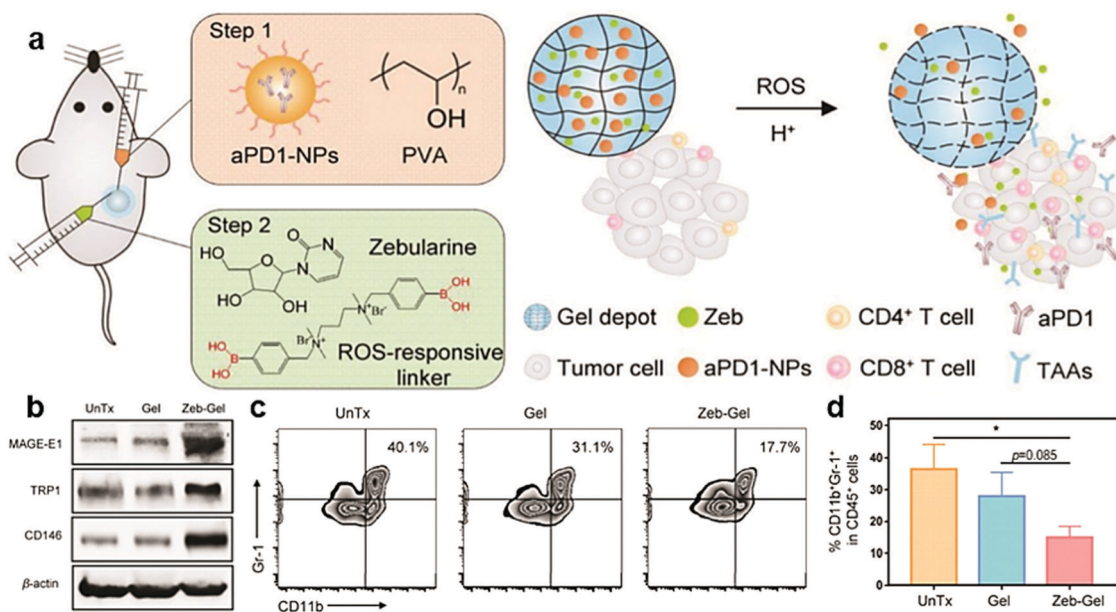 a
Step 1
aPD1-NPs
PVA
n
OH
Step 2
Zebularine
HO
O
N
N
O
HO
OH
OH
B
OH
N⁺
Br⁻
Br⁻
N⁺
HO
B
HO
ROS-responsive
linker
ROS
H⁺
Gel depot
Zeb
CD4⁺ T cell
aPD1
Tumor cell
aPD1-NPs
CD8⁺ T cell
TAAs
b
UnTx Gel Zeb-Gel
MAGE-E1
TRP1
CD146
β-actin
c
UnTx
Gel
Zeb-Gel
40.1%
31.1%
17.7%
Gr-1
CD11b
d
% CD11b⁺Gr-1⁺
in CD45⁺ cells
50
40
30
20
10
0
*
p=0.085
UnTx
Gel
Zeb-Gel